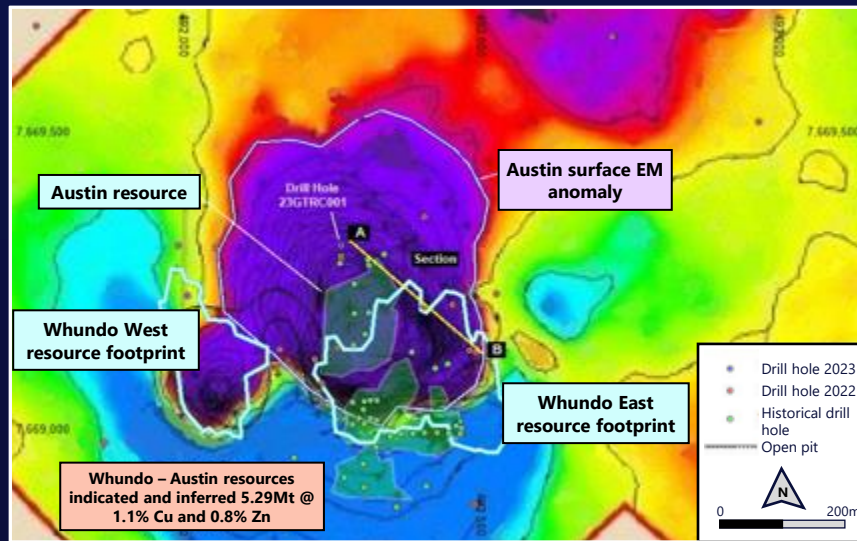 492,000
7,669,500
7,669,500
Austin surface EM
anomaly
Austin resource
Drill Hole
23GTRC001
A
Section
Whundo West
resource footprint
B
Drill hole 2023
Drill hole 2022
Historical drill
hole
Open pit
Whundo East
resource footprint
7,669,000
Whundo – Austin resources
indicated and inferred 5.29Mt @
1.1% Cu and 0.8% Zn
N
0 200m